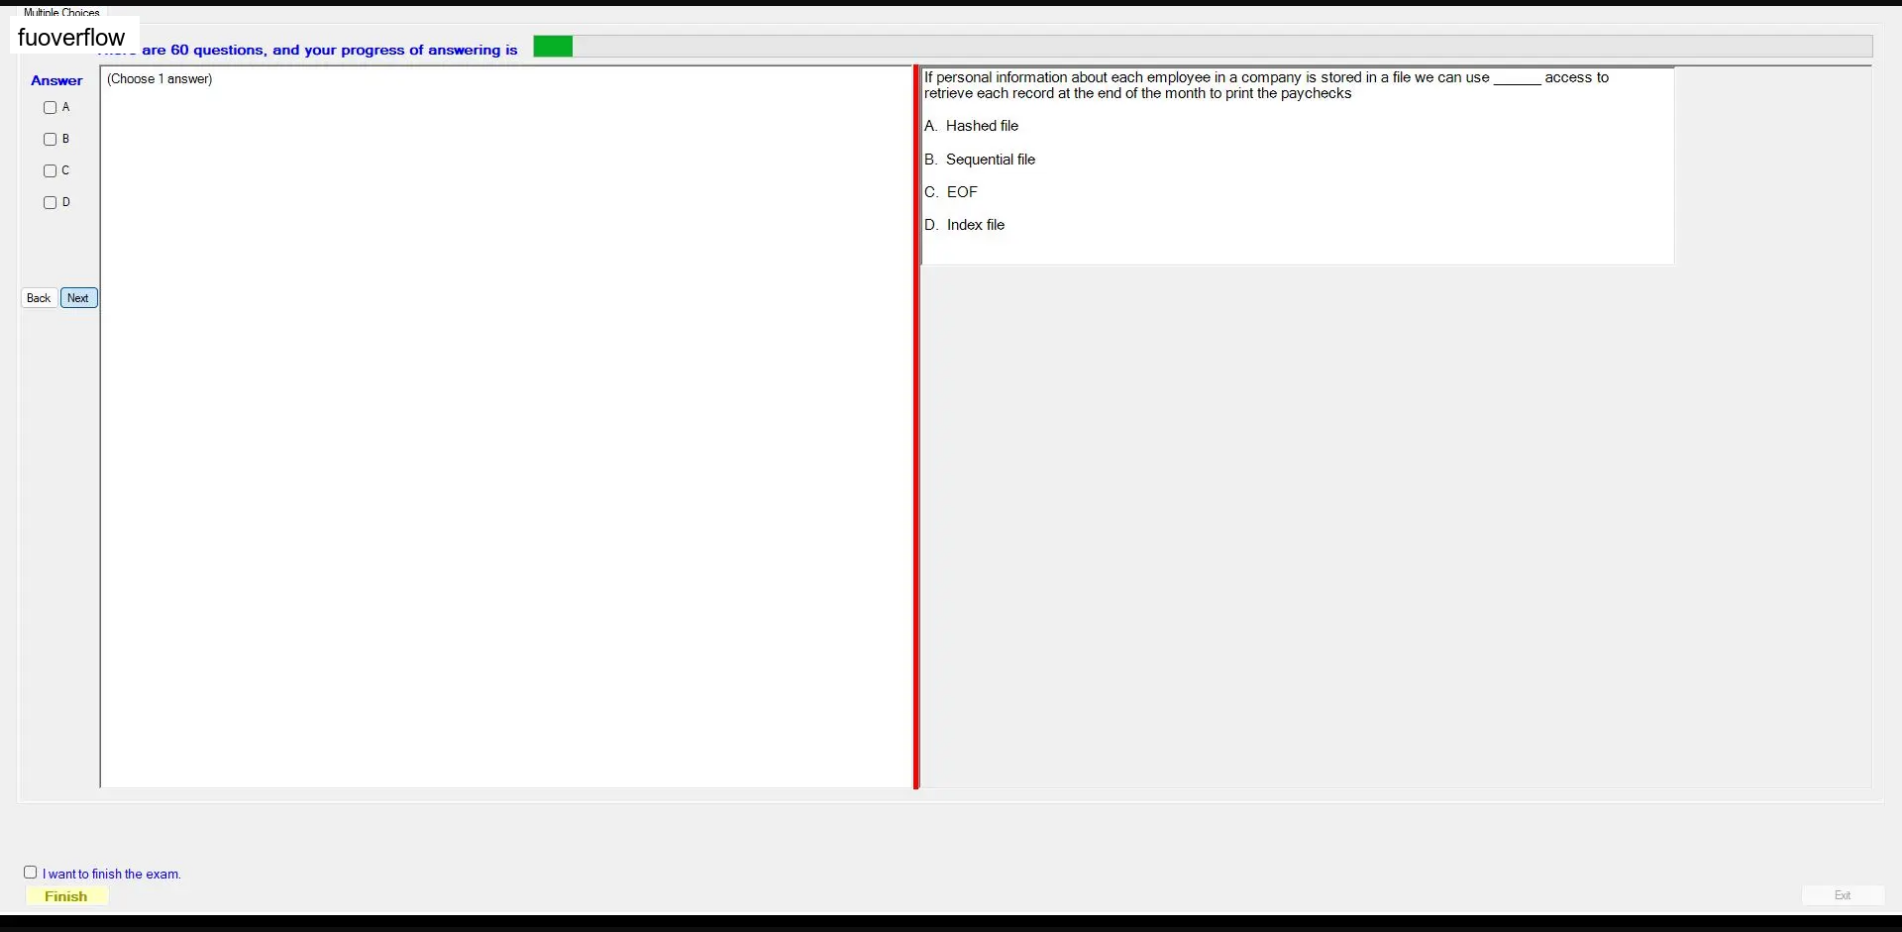 Multiple Choices
fuoverflow
are 60 questions, and your progress of answering is
Answer
(Choose 1 answer)
A
B
C
D
Back Next
If personal information about each employee in a company is stored in a file we can use ______ access to
retrieve each record at the end of the month to print the paychecks
A. Hashed file
B. Sequential file
C. EOF
D. Index file
I want to finish the exam.
Finish
Exit